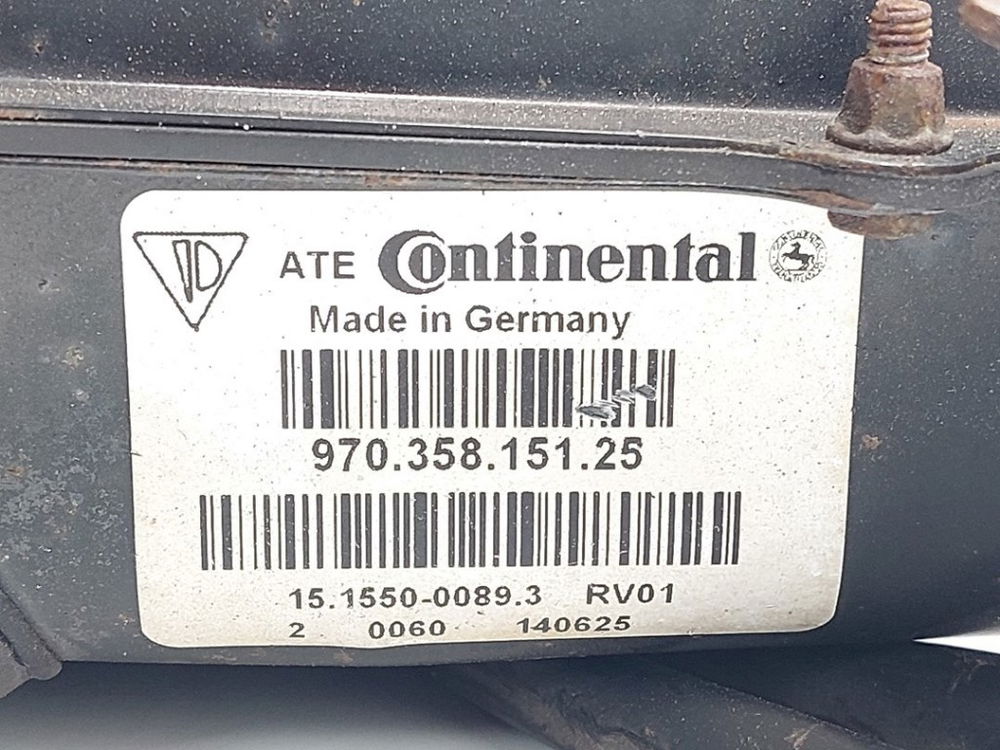 ATE Continental
Made in Germany
970.358.151.25
15.1550-0089.3 RV01
2 0060 140625